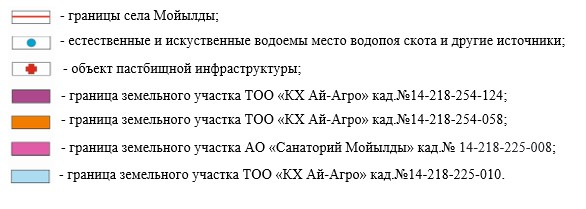 - границы села Мойылды;
- естественные и искуственные водоемы место водопоя скота и другие источники;
- объект пастбищной инфраструктуры;
- граница земельного участка ТОО «КХ Ай-Агро» кад.№14-218-254-124;
- граница земельного участка ТОО «КХ Ай-Агро» кад.№14-218-254-058;
- граница земельного участка АО «Санаторий Мойылды» кад.№ 14-218-225-008;
- граница земельного участка ТОО «КХ Ай-Агро» кад.№14-218-225-010.